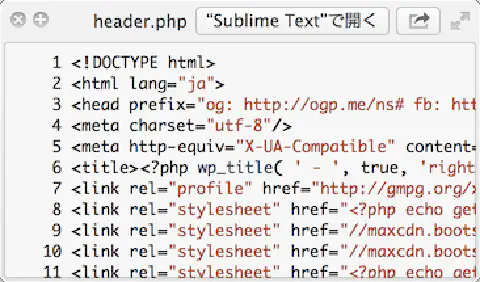 header.php "Sublime Text"で開く
1 <!DOCTYPE html>
2 <html lang="ja">
3 <head prefix="og: http://ogp.me/ns# fb: htt
4 <meta charset="utf-8"/>
5 <meta http-equiv="X-UA-Compatible" content=
6 <title><?php wp_title( ' - ', true, 'right
7 <link rel="profile" href="http://gmpg.org/x
8 <link rel="stylesheet" href="<?php echo get
9 <link rel="stylesheet" href="//maxcdn.boots
10 <link rel="stylesheet" href="//maxcdn.boots
11 <link rel="stylesheet" href="<?php echo get